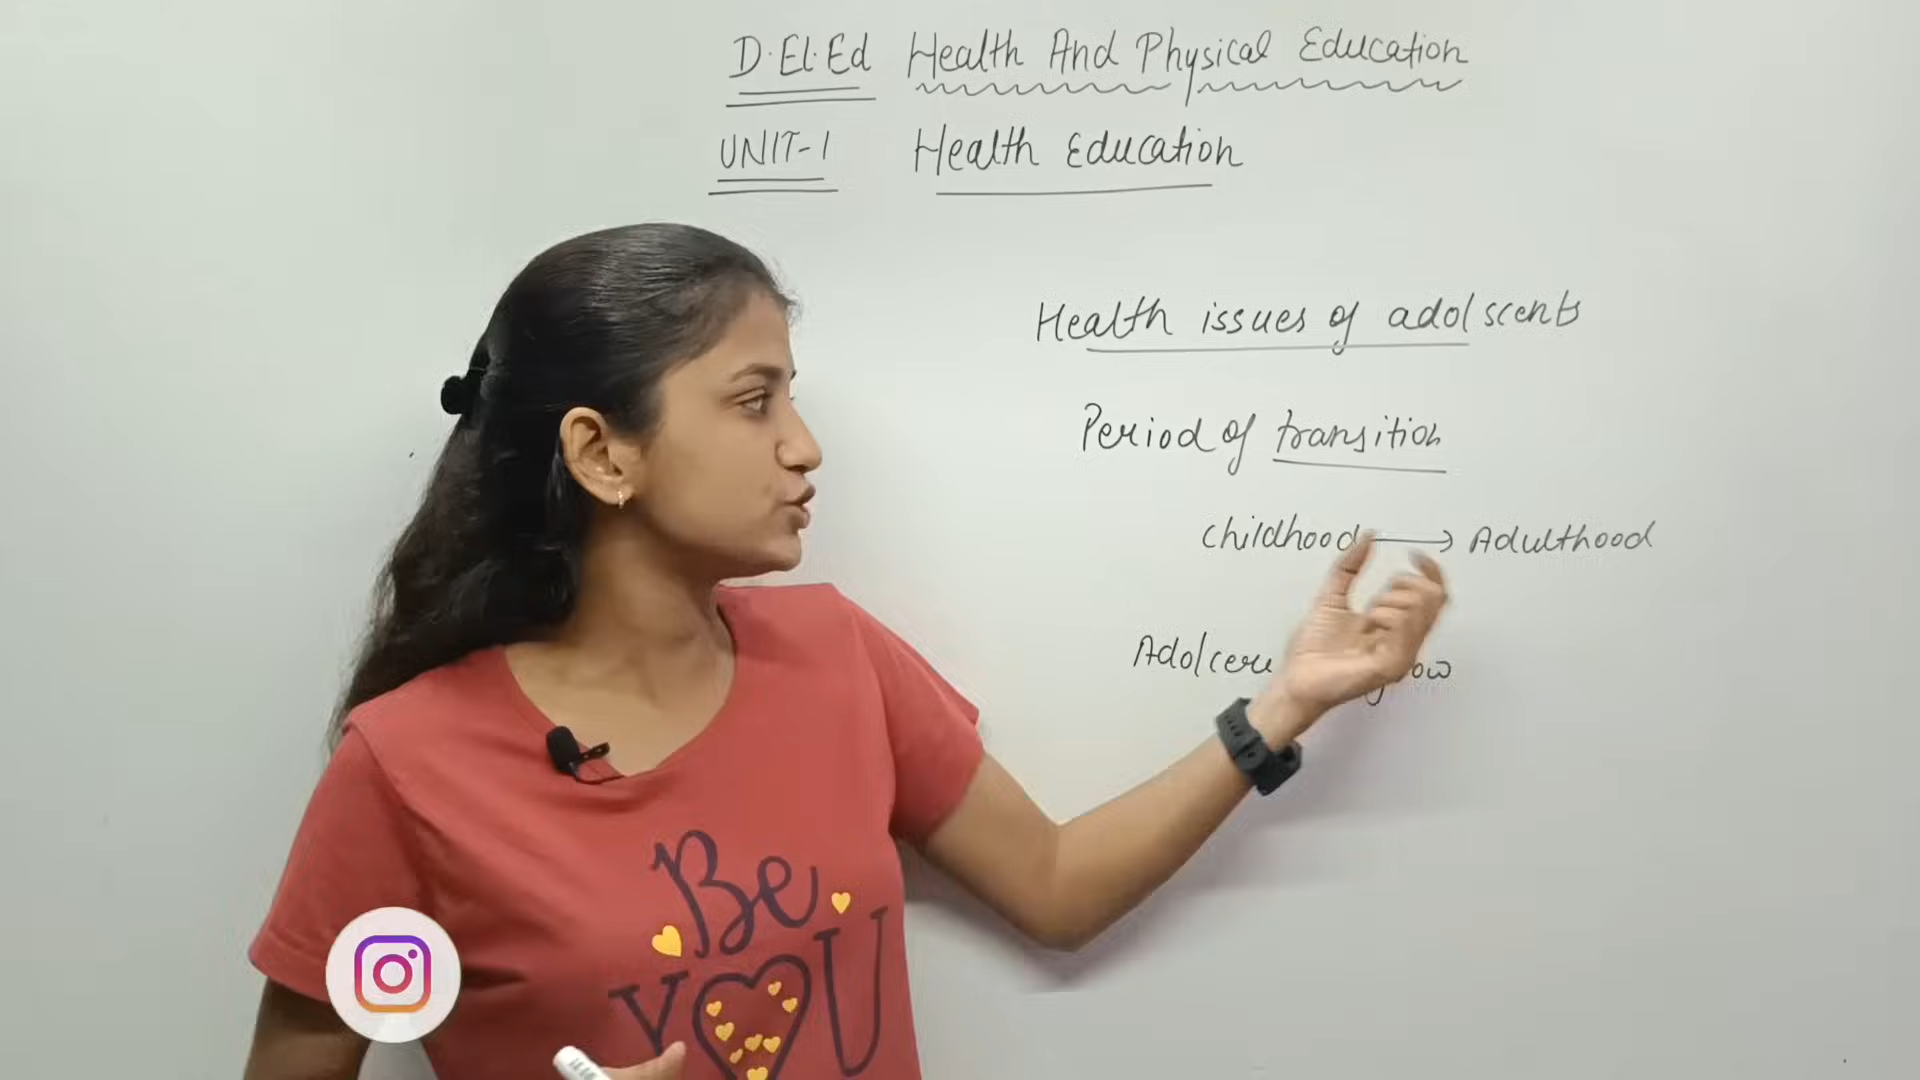 D.El.Ed Health And Physical Education
UNIT-1 Health Education
Health issues of adolscents
Period of transition
Childhood → Adulthood
Be
YOU